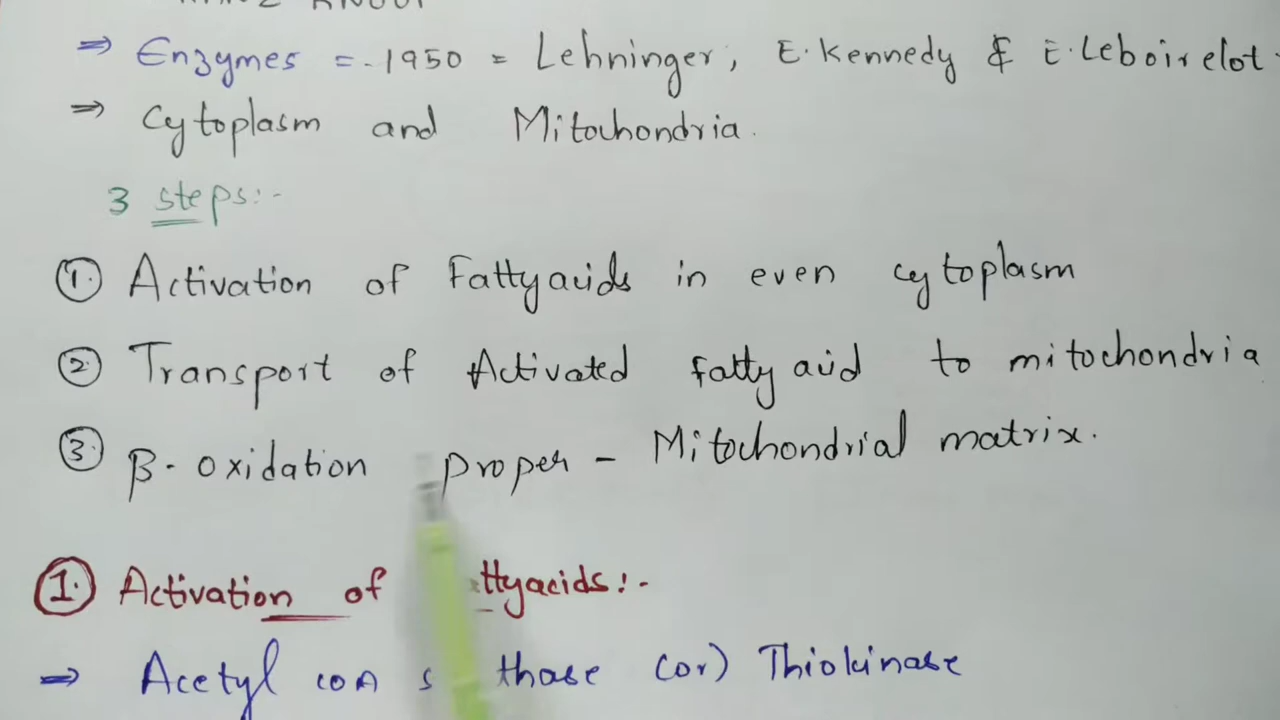 ⇒ Enzymes = - 1950 = Lehninger, E. Kennedy & E. Leboirelot.
⇒ Cytoplasm and Mitochondria.
3 steps:-
1. Activation of Fattyacids in even cytoplasm
2. Transport of Activated fatty acid to mitochondria
3. β-oxidation proper - Mitochondrial matrix.
1. Activation of ttyacids:-
⇒ Acetyl COA s thase (or) Thiokinase